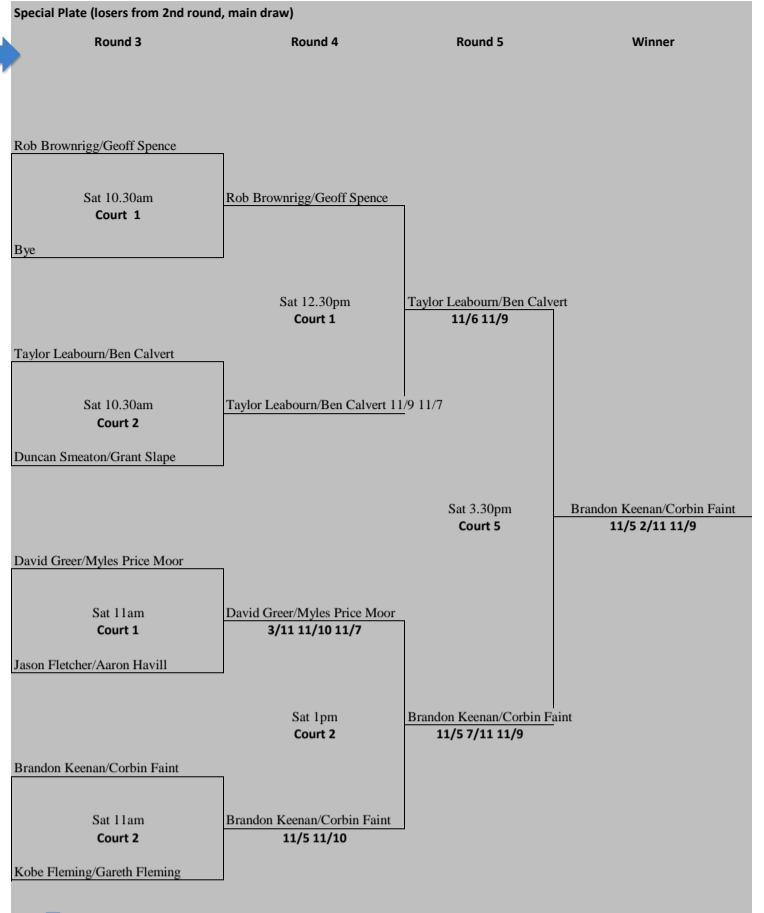 Special Plate (losers from 2nd round, main draw)
Round 3 Round 4 Round 5 Winner
Rob Brownrigg/Geoff Spence
Sat 10.30am Rob Brownrigg/Geoff Spence
Court 1
Bye
Sat 12.30pm Taylor Leabourn/Ben Calvert
Court 1 11/6 11/9
Taylor Leabourn/Ben Calvert
Sat 10.30am Taylor Leabourn/Ben Calvert 11/9 11/7
Court 2
Duncan Smeaton/Grant Slape
Sat 3.30pm Brandon Keenan/Corbin Faint
Court 5 11/5 2/11 11/9
David Greer/Myles Price Moor
Sat 11am David Greer/Myles Price Moor
Court 1 3/11 11/10 11/7
Jason Fletcher/Aaron Havill
Sat 1pm Brandon Keenan/Corbin Faint
Court 2 11/5 7/11 11/9
Brandon Keenan/Corbin Faint
Sat 11am Brandon Keenan/Corbin Faint
Court 2 11/5 11/10
Kobe Fleming/Gareth Fleming